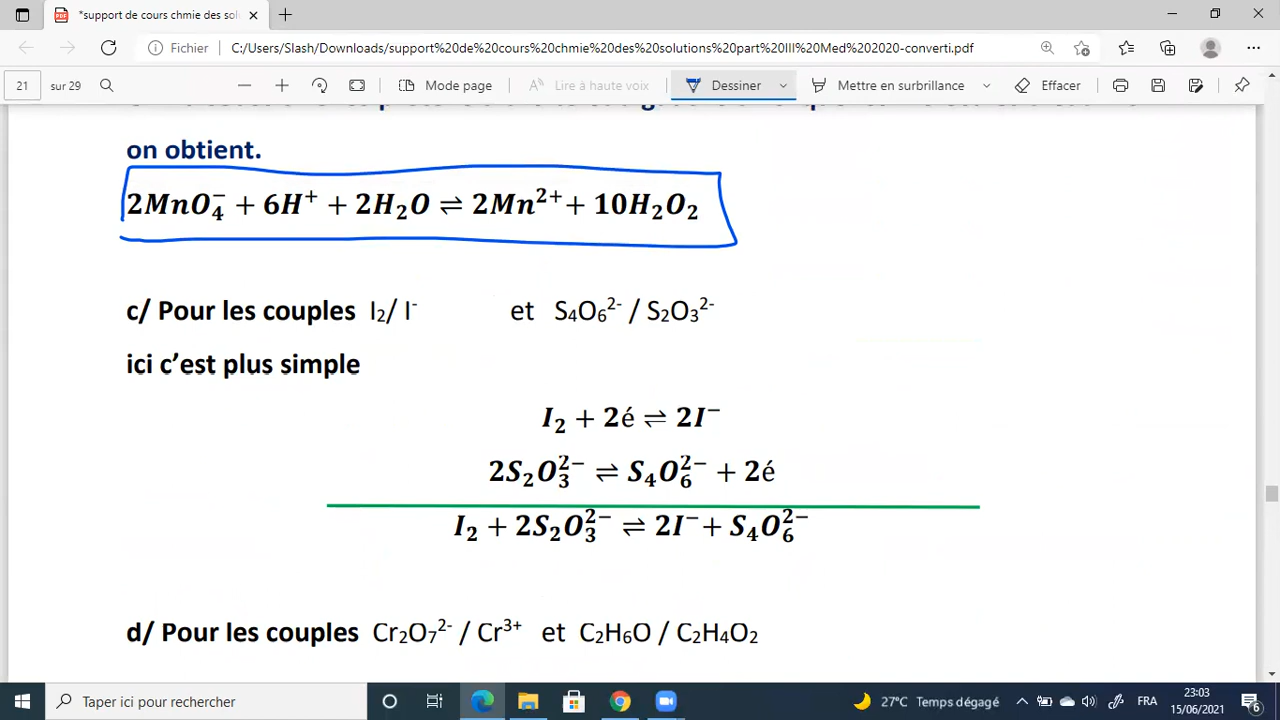 *support de cours chmie des sol
Fichier
C:/Users/Slash/Downloads/support%20de%20cours%20chmie%20des%20solutions%20part%20III%20Med%202020-converti.pdf
21 sur 29
Mode page
Lire à haute voix
Dessiner
Mettre en surbrillance
Effacer
on obtient.
2MnO₄⁻ + 6H⁺ + 2H₂O ⇌ 2Mn²⁺ + 10H₂O₂
c/ Pour les couples I₂/ I⁻ et S₄O₆²⁻ / S₂O₃²⁻
ici c’est plus simple
I₂ + 2é ⇌ 2I⁻
2S₂O₃²⁻ ⇌ S₄O₆²⁻ + 2é
I₂ + 2S₂O₃²⁻ ⇌ 2I⁻ + S₄O₆²⁻
d/ Pour les couples Cr₂O₇²⁻ / Cr³⁺ et C₂H₆O / C₂H₄O₂
Taper ici pour rechercher
27°C Temps dégagé
FRA
23:03
15/06/2021
6